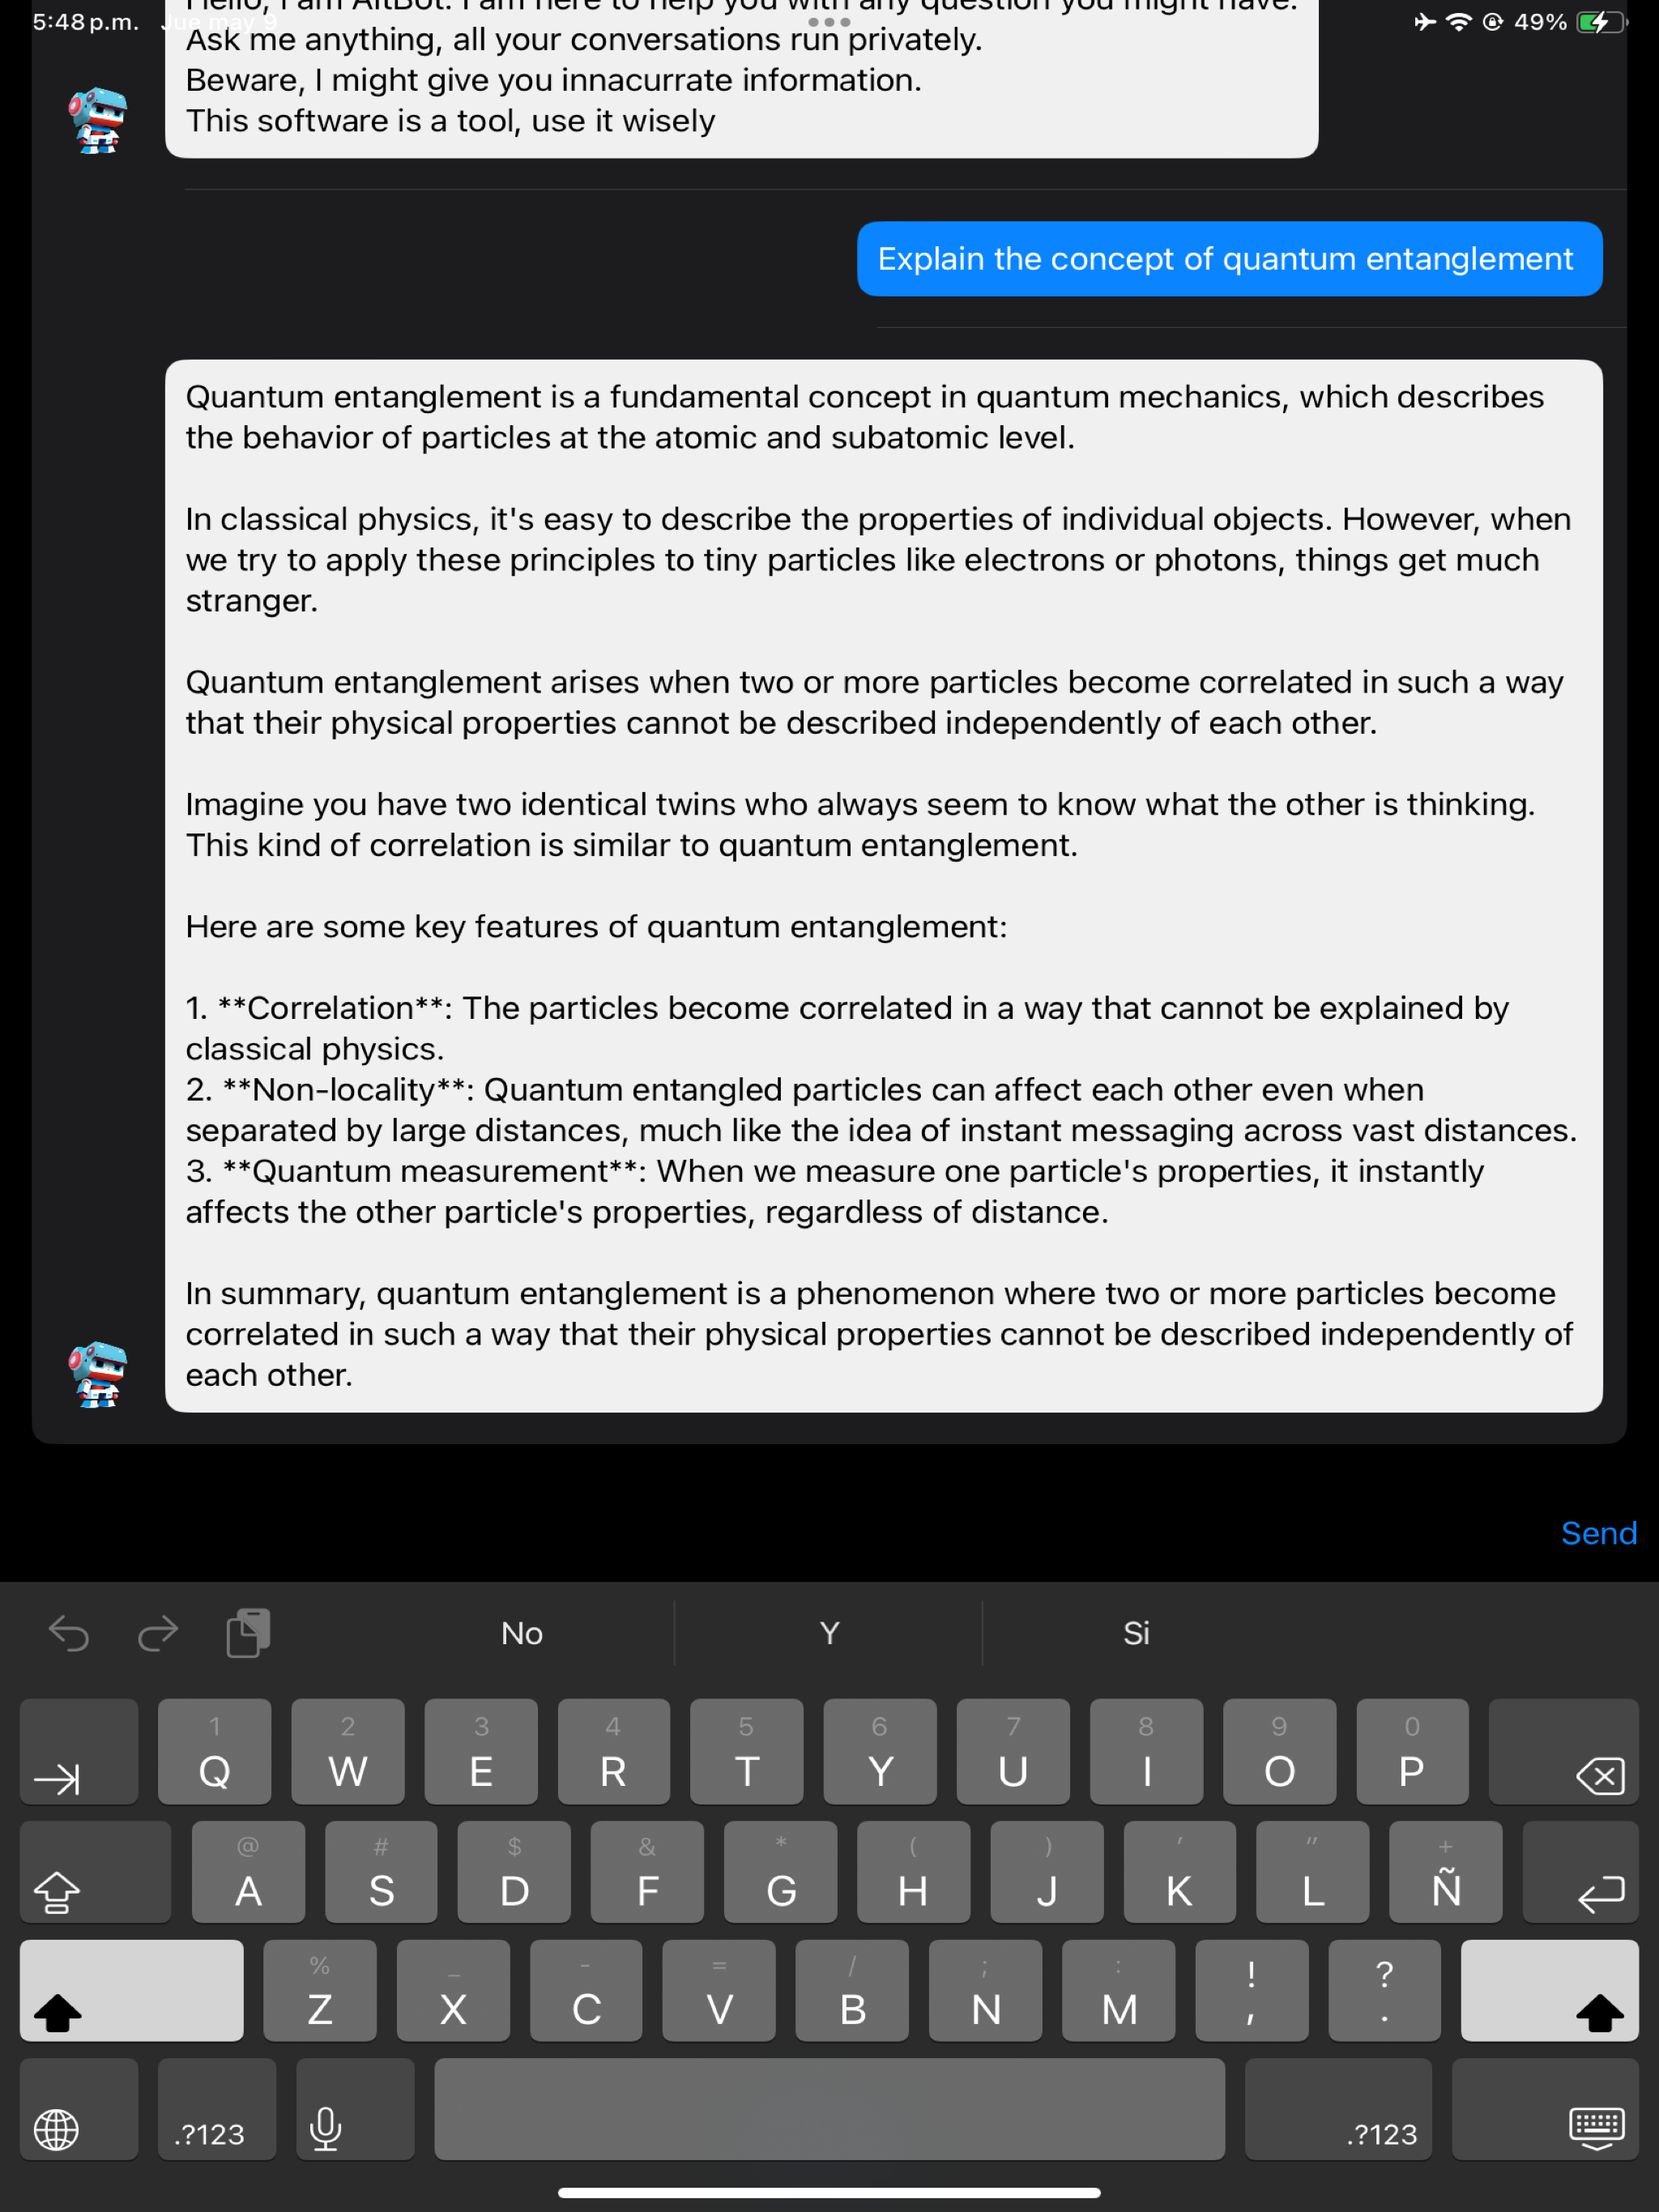 5:48 p.m. Jue may 9
49%
Hello, I am AltBot. I am here to help you with any question you might have.
Ask me anything, all your conversations run privately.
Beware, I might give you innacurrate information.
This software is a tool, use it wisely
Explain the concept of quantum entanglement
Quantum entanglement is a fundamental concept in quantum mechanics, which describes
the behavior of particles at the atomic and subatomic level.
In classical physics, it's easy to describe the properties of individual objects. However, when
we try to apply these principles to tiny particles like electrons or photons, things get much
stranger.
Quantum entanglement arises when two or more particles become correlated in such a way
that their physical properties cannot be described independently of each other.
Imagine you have two identical twins who always seem to know what the other is thinking.
This kind of correlation is similar to quantum entanglement.
Here are some key features of quantum entanglement:
1. **Correlation**: The particles become correlated in a way that cannot be explained by
classical physics.
2. **Non-locality**: Quantum entangled particles can affect each other even when
separated by large distances, much like the idea of instant messaging across vast distances.
3. **Quantum measurement**: When we measure one particle's properties, it instantly
affects the other particle's properties, regardless of distance.
In summary, quantum entanglement is a phenomenon where two or more particles become
correlated in such a way that their physical properties cannot be described independently of
each other.
Send
No Y Si
1 2 3 4 5 6 7 8 9 0
Q W E R T Y U I O P
@ # $ & * ( ) ' " +
A S D F G H J K L Ñ
% _ - = / ; : ! ?
Z X C V B N M , .
.?123 .?123